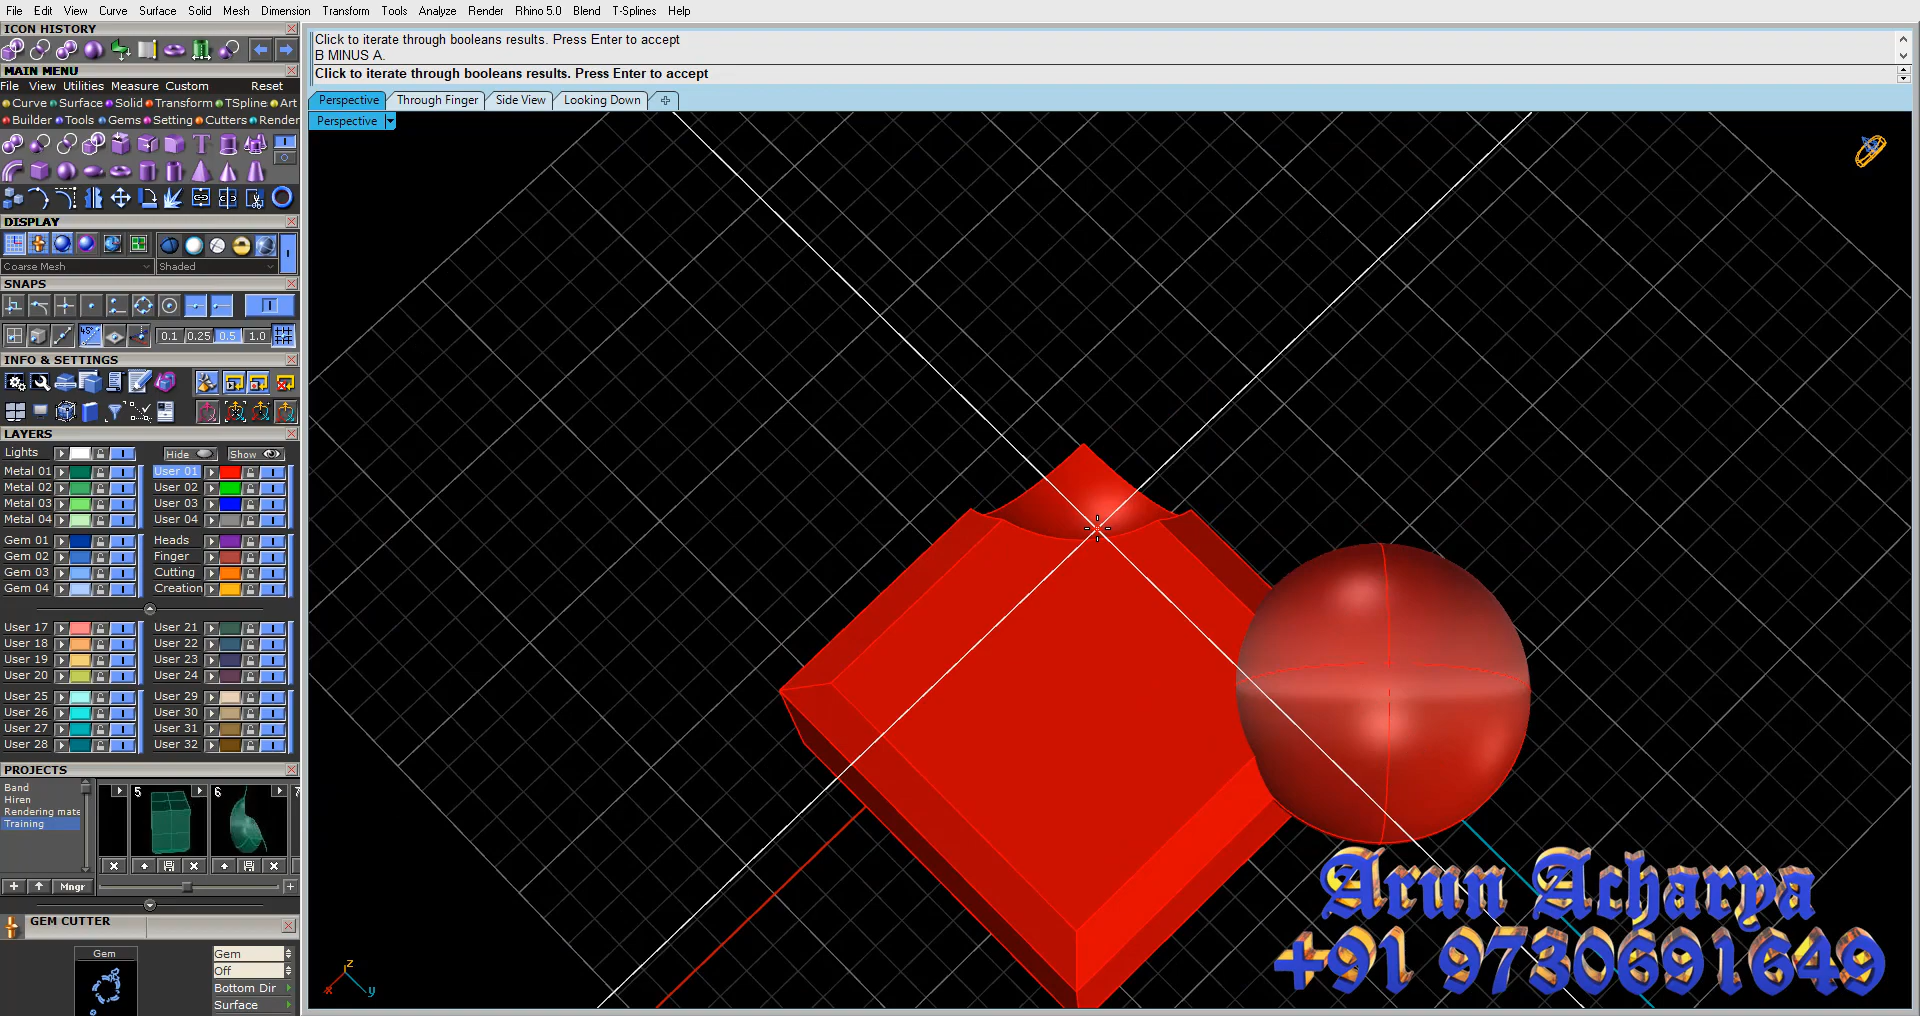 File Edit View Curve Surface Solid Mesh Dimension Transform Tools Analyze Render Rhino 5.0 Blend T-Splines Help
ICON HISTORY
MAIN MENU
File View Utilities Measure Custom Reset
Curve Surface Solid Transform TSpline Art
Builder Tools Gems Setting Cutters Render
DISPLAY
Coarse Mesh Shaded
SNAPS
45°
0.1 0.25 0.5 1.0
INFO & SETTINGS
LAYERS
Lights Hide Show
Metal 01 User 01
Metal 02 User 02
Metal 03 User 03
Metal 04 User 04
Gem 01 Heads
Gem 02 Finger
Gem 03 Cutting
Gem 04 Creation
User 17 User 21
User 18 User 22
User 19 User 23
User 20 User 24
User 25 User 29
User 26 User 30
User 27 User 31
User 28 User 32
PROJECTS
Band
Hiren
Rendering mate
Training
5 6 7
Mngr
GEM CUTTER
Gem
Gem
Off
Bottom Dir
Surface
Click to iterate through booleans results. Press Enter to accept
B MINUS A.
Click to iterate through booleans results. Press Enter to accept
Perspective Through Finger Side View Looking Down
Perspective
z
x y
Arun Acharya
+91 9730691649